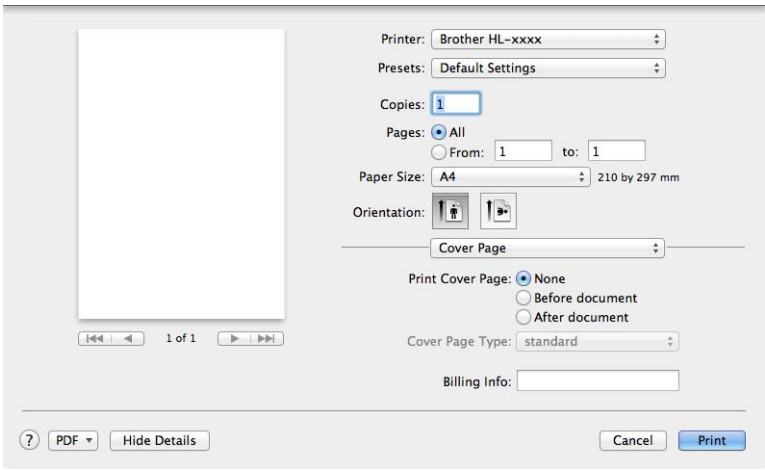 Printer: Brother HL-xxxx
Presets: Default Settings
Copies: 1
Pages: All
From: 1 to: 1
Paper Size: A4 210 by 297 mm
Orientation:
Cover Page
Print Cover Page: None
Before document
After document
1 of 1
Cover Page Type: standard
Billing Info:
? PDF Hide Details Cancel Print